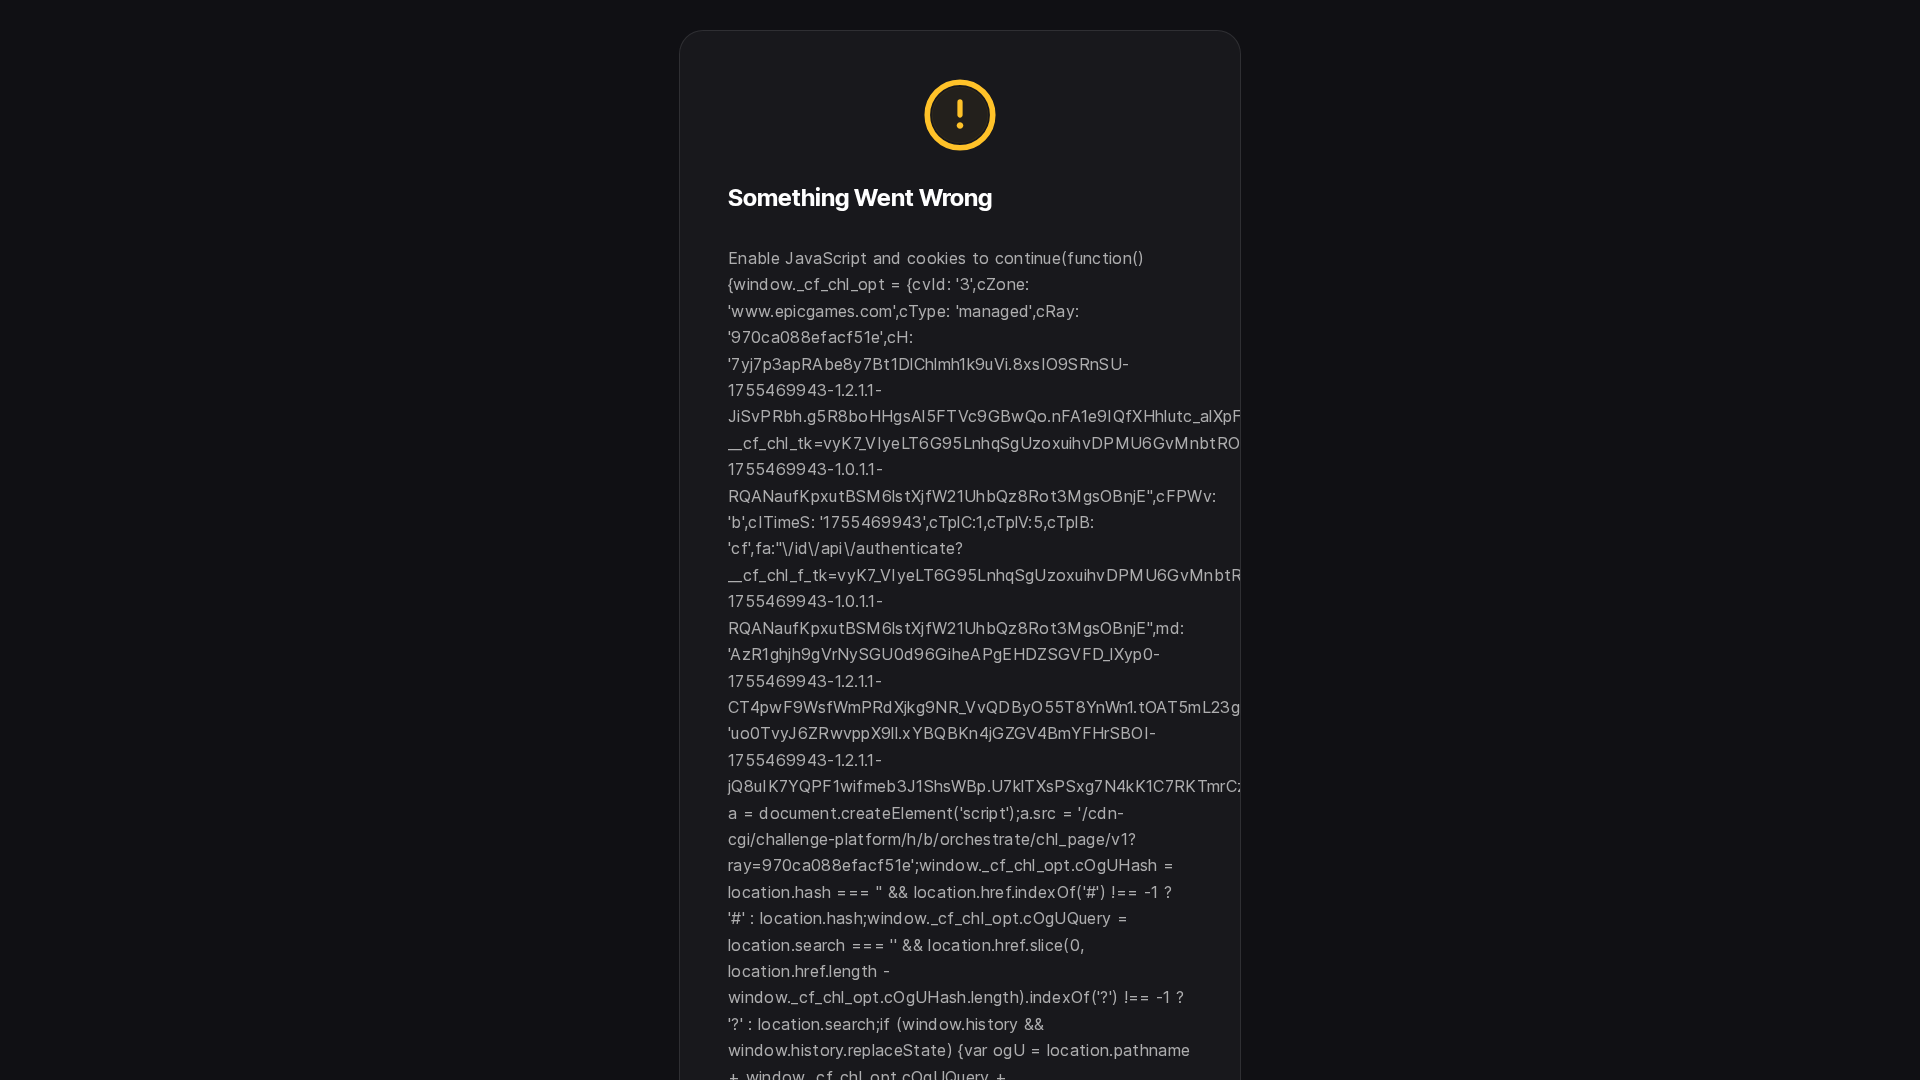 Something Went Wrong
Enable JavaScript and cookies to continue(function()
{window._cf_chl_opt = {cvId: '3',cZone:
'www.epicgames.com',cType: 'managed',cRay:
'970ca088efacf51e',cH:
'7yj7p3apRAbe8y7Bt1DlChlmh1k9uVi.8xsIO9SRnSU-
1755469943-1.2.1.1-
JiSvPRbh.g5R8boHHgsAI5FTVc9GBwQo.nFA1e9IQfXHhlutc_aIXpF
__cf_chl_tk=vyK7_VIyeLT6G95LnhqSgUzoxuihvDPMU6GvMnbtRO
1755469943-1.0.1.1-
RQANaufKpxutBSM6lstXjfW21UhbQz8Rot3MgsOBnjE",cFPWv:
'b',cITimeS: '1755469943',cTplC:1,cTplV:5,cTplB:
'cf',fa:"\/id\/api\/authenticate?
__cf_chl_f_tk=vyK7_VIyeLT6G95LnhqSgUzoxuihvDPMU6GvMnbtR
1755469943-1.0.1.1-
RQANaufKpxutBSM6lstXjfW21UhbQz8Rot3MgsOBnjE",md:
'AzR1ghjh9gVrNySGU0d96GiheAPgEHDZSGVFD_lXyp0-
1755469943-1.2.1.1-
CT4pwF9WsfWmPRdXjkg9NR_VvQDByO55T8YnWn1.tOAT5mL23g
'uo0TvyJ6ZRwvppX9ll.xYBQBKn4jGZGV4BmYFHrSBOI-
1755469943-1.2.1.1-
jQ8uIK7YQPF1wifmeb3J1ShsWBp.U7klTXsPSxg7N4kK1C7RKTmrCz
a = document.createElement('script');a.src = '/cdn-
cgi/challenge-platform/h/b/orchestrate/chl_page/v1?
ray=970ca088efacf51e';window._cf_chl_opt.cOgUHash =
location.hash === '' && location.href.indexOf('#') !== -1 ?
'#' : location.hash;window._cf_chl_opt.cOgUQuery =
location.search === '' && location.href.slice(0,
location.href.length -
window._cf_chl_opt.cOgUHash.length).indexOf('?') !== -1 ?
'?' : location.search;if (window.history &&
window.history.replaceState) {var ogU = location.pathname
+ window._cf_chl_opt.cOgUQuery +